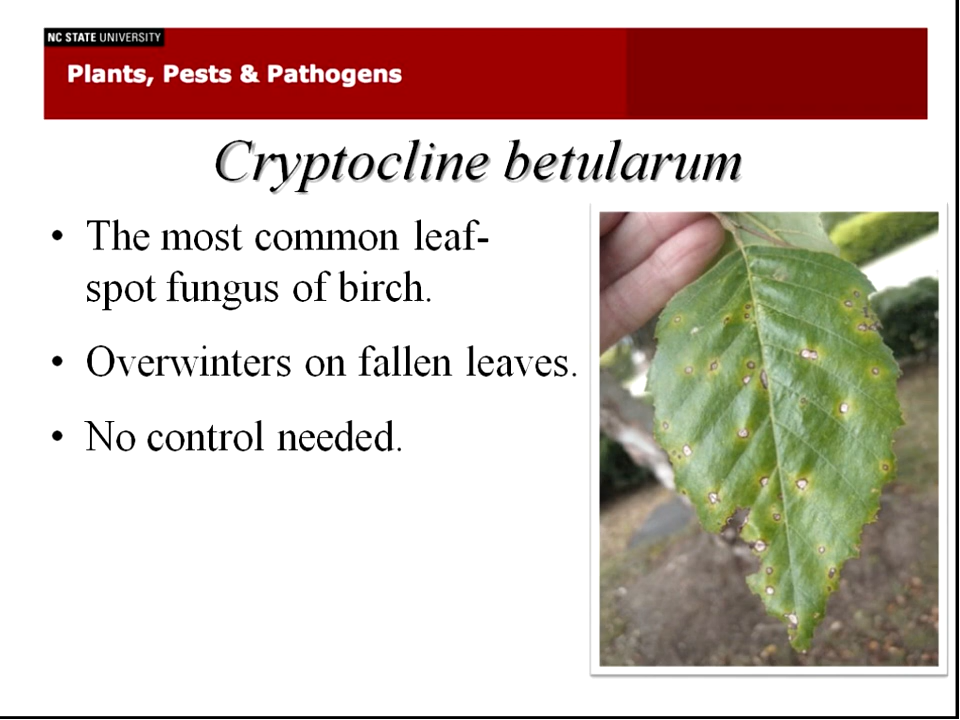 NC STATE UNIVERSITY
Plants, Pests & Pathogens
Cryptocline betularum
• The most common leaf-
spot fungus of birch.
• Overwinters on fallen leaves.
• No control needed.